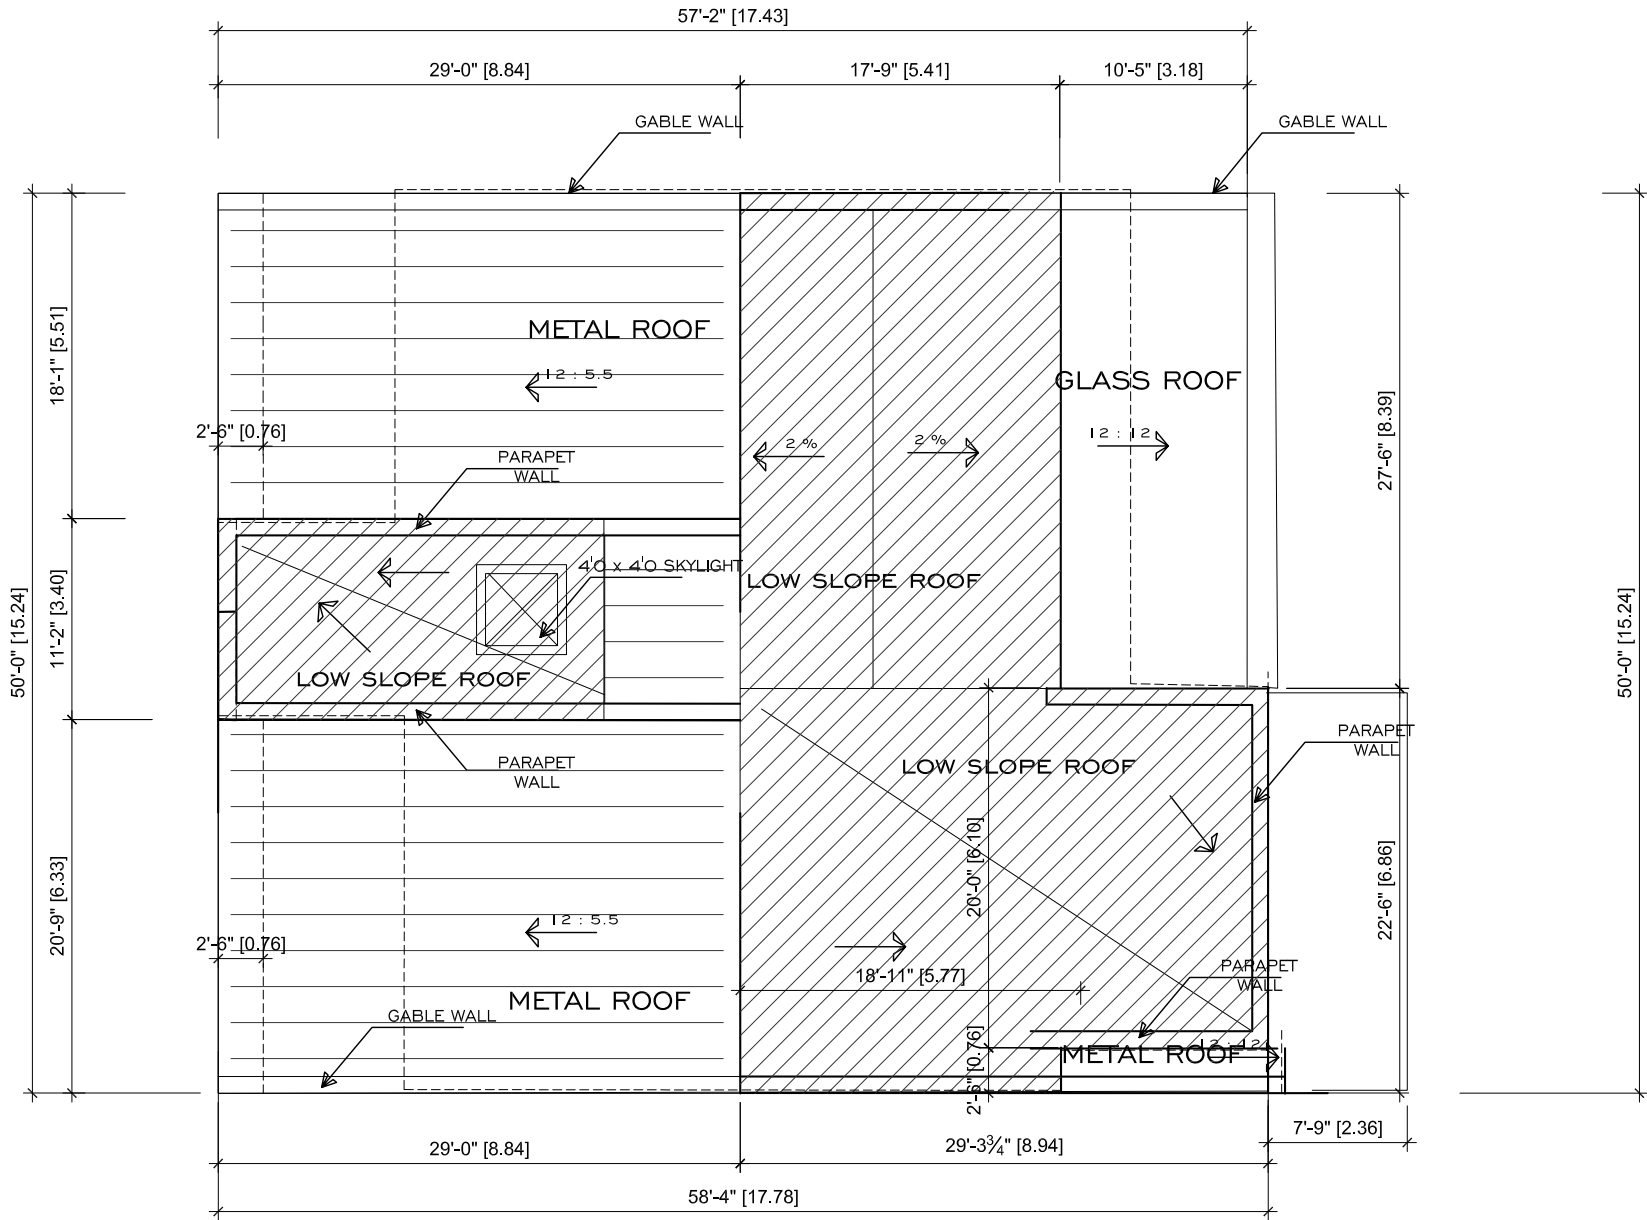 57'-2" [17.43]
29'-0" [8.84]
17'-9" [5.41]
10'-5" [3.18]
GABLE WALL
GABLE WALL
METAL ROOF
12 : 5.5
GLASS ROOF
12 : 12
2 %
2 %
18'-1" [5.51]
27'-6" [8.39]
2'-6" [0.76]
PARAPET
WALL
4'0 x 4'0 SKYLIGHT
LOW SLOPE ROOF
11'-2" [3.40]
50'-0" [15.24]
50'-0" [15.24]
LOW SLOPE ROOF
PARAPET
WALL
LOW SLOPE ROOF
PARAPET
WALL
20'-0" [6.10]
20'-9" [6.33]
22'-6" [6.86]
12 : 5.5
2'-6" [0.76]
18'-11" [5.77]
PARAPET
WALL
METAL ROOF
GABLE WALL
12 : 12
METAL ROOF
2'-6" [0.76]
29'-0" [8.84]
29'-3¾" [8.94]
7'-9" [2.36]
58'-4" [17.78]